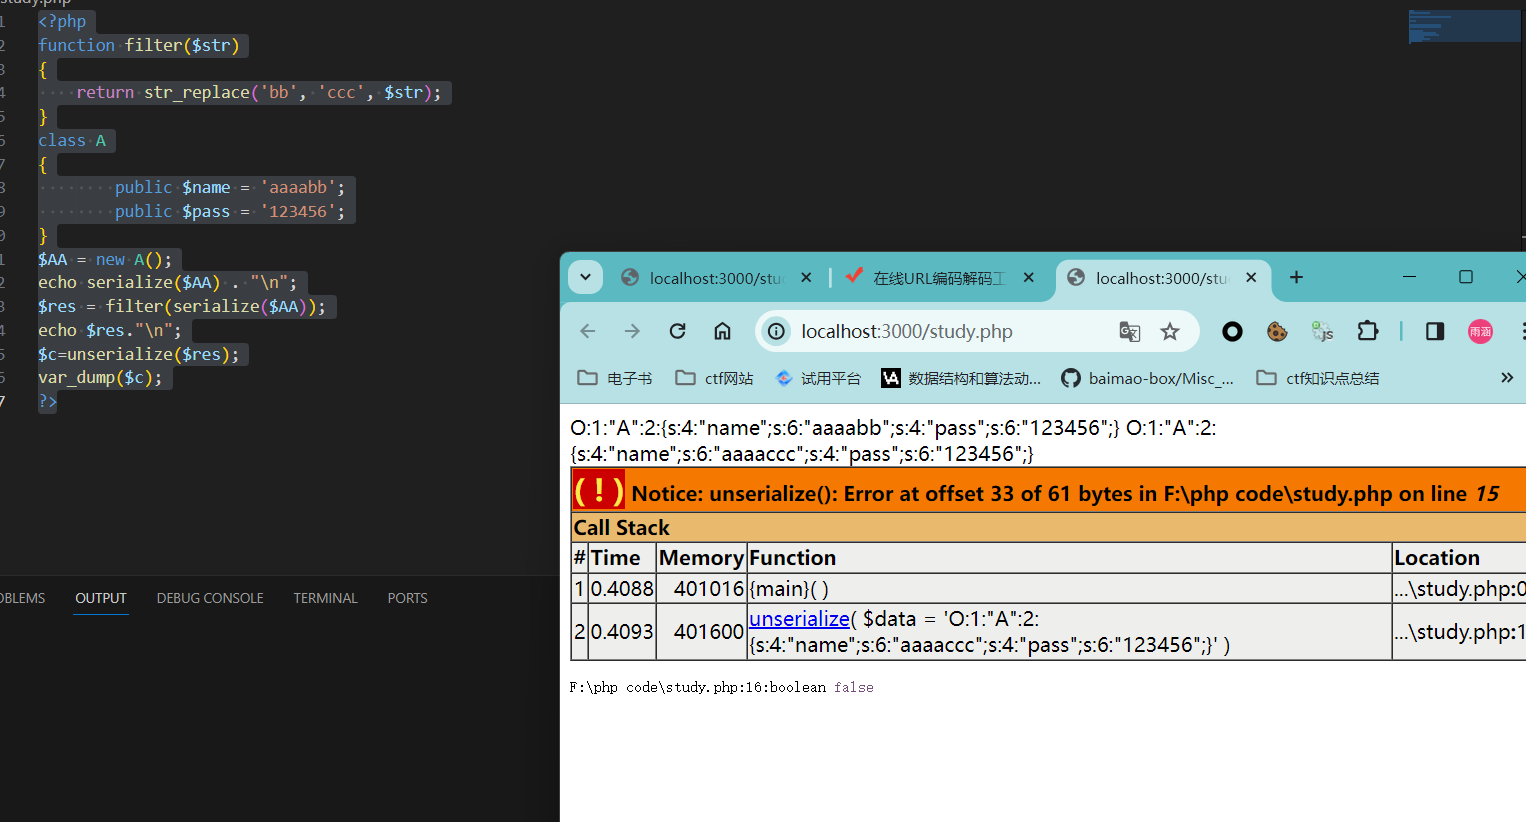 study.php
1 <?php
2 function filter($str)
3 {
4 return str_replace('bb', 'ccc', $str);
5 }
6 class A
7 {
8 public $name = 'aaaabb';
9 public $pass = '123456';
0 }
1 $AA = new A();
2 echo serialize($AA) . "\n";
3 $res = filter(serialize($AA));
4 echo $res."\n";
5 $c=unserialize($res);
6 var_dump($c);
7 ?>
OBLEMS OUTPUT DEBUG CONSOLE TERMINAL PORTS
localhost:3000/stu 在线URL编码解码工 localhost:3000/stu
localhost:3000/study.php 雨涵
电子书 ctf网站 试用平台 数据结构和算法动... baimao-box/Misc_... ctf知识点总结 »
O:1:"A":2:{s:4:"name";s:6:"aaaabb";s:4:"pass";s:6:"123456";} O:1:"A":2:
{s:4:"name";s:6:"aaaaccc";s:4:"pass";s:6:"123456";}
( ! ) Notice: unserialize(): Error at offset 33 of 61 bytes in F:\php code\study.php on line 15
Call Stack
# Time Memory Function Location
1 0.4088 401016 {main}( ) ...\study.php:0
2 0.4093 401600 unserialize( $data = 'O:1:"A":2: ...\study.php:1
{s:4:"name";s:6:"aaaaccc";s:4:"pass";s:6:"123456";}' )
F:\php code\study.php:16:boolean false